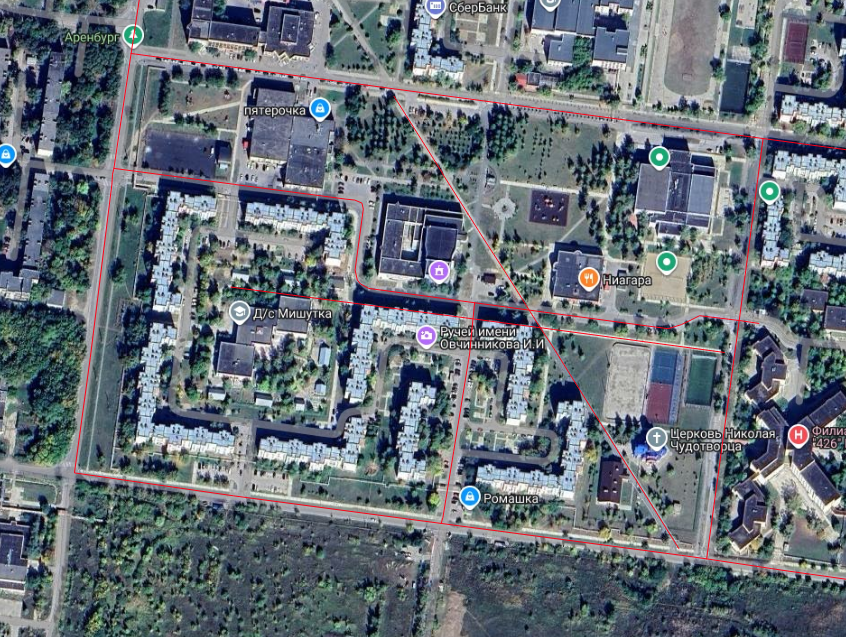 СберБанк
Аренбург
пятерочка
Ниагара
Д/с Мишутка
Ручей имени
Овчинникова И.И
Церковь Николая
Чудотворца
Ромашка